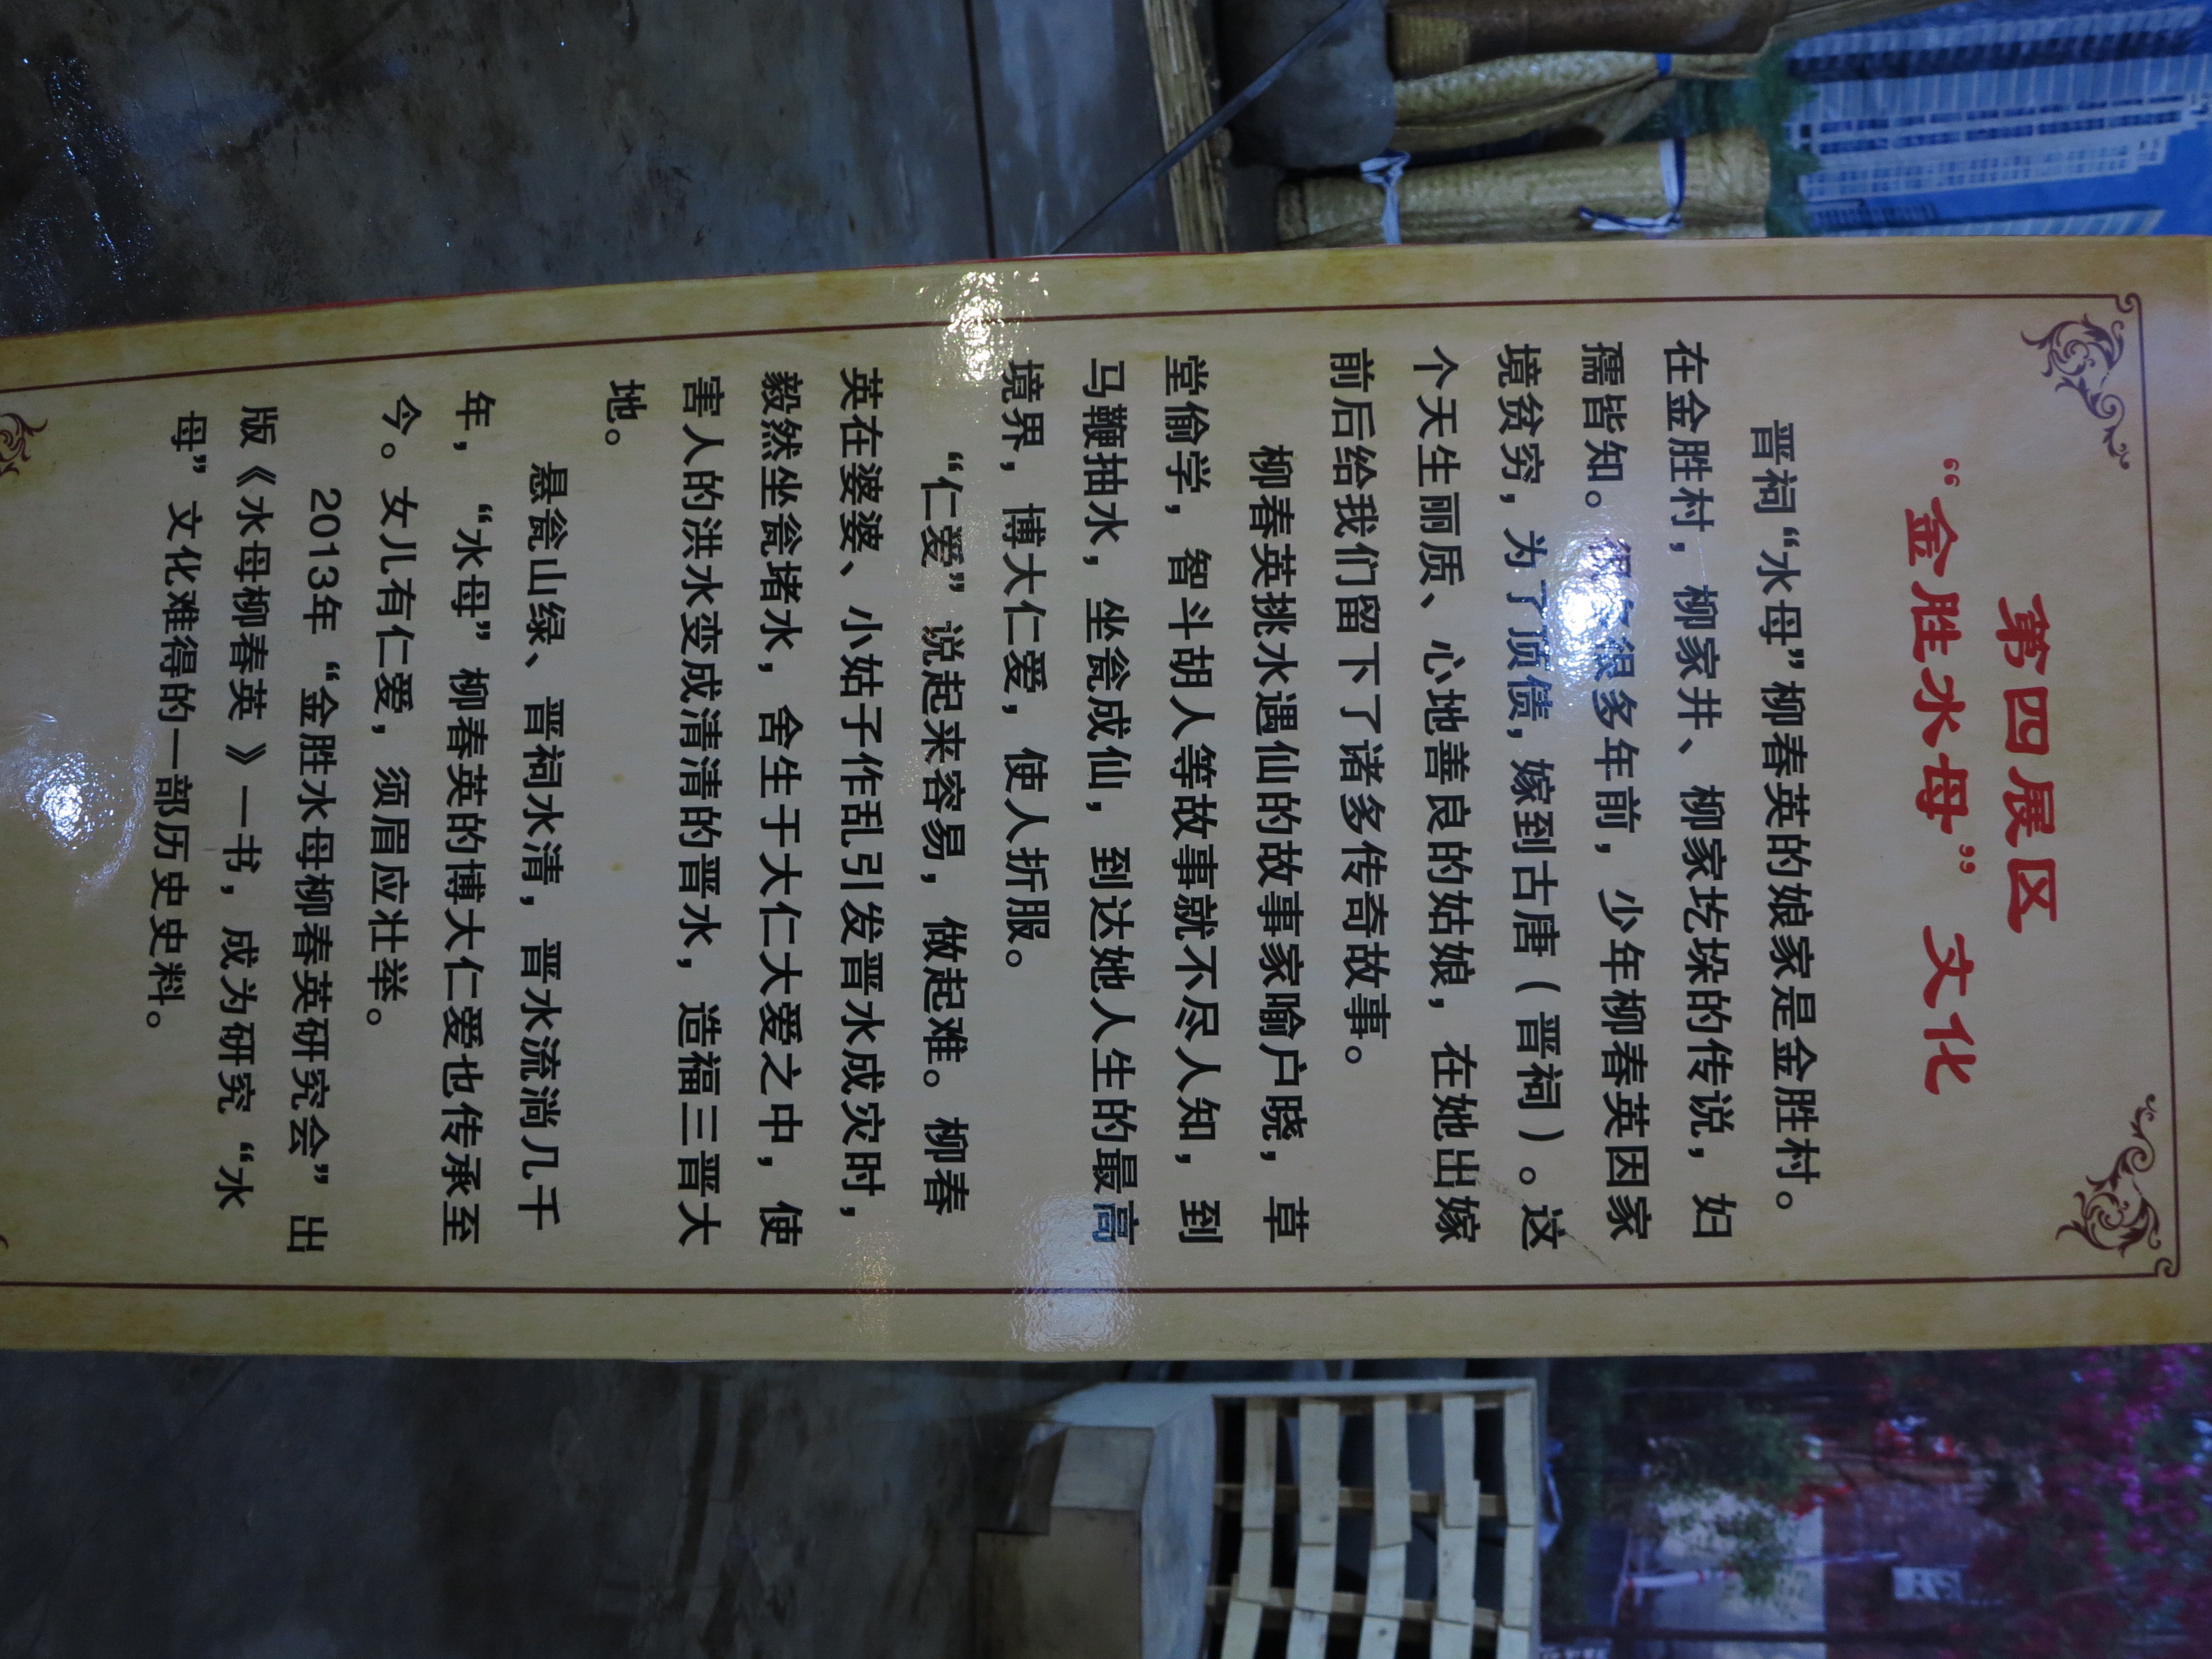 第四展区
“金胜水母”文化
晋祠“水母”柳春英的娘家是金胜村。
在金胜村，柳家井、柳家圪垛的传说，妇
孺皆知。很多年前，少年柳春英因家
境贫穷，为了顶债，嫁到古唐（晋祠）。这
个天生丽质、心地善良的姑娘，在她出嫁
前后给我们留下了诸多传奇故事。
柳春英挑水遇仙的故事家喻户晓，草
堂偷学，智斗胡人等故事就不尽人知，到
马鞭抽水，坐瓮成仙，到达她人生的最高
境界，博大仁爱，使人折服。
“仁爱”说起来容易，做起难。柳春
英在婆婆、小姑子作乱引发晋水成灾时，
毅然坐瓮堵水，舍生于大仁大爱之中，使
害人的洪水变成清清的晋水，造福三晋大
地。
悬瓮山绿、晋祠水清，晋水流淌几千
年，“水母”柳春英的博大仁爱也传承至
今。女儿有仁爱，须眉应壮举。
2013年“金胜水母柳春英研究会”出
版《水母柳春英》一书，成为研究“水
母”文化难得的一部历史史料。